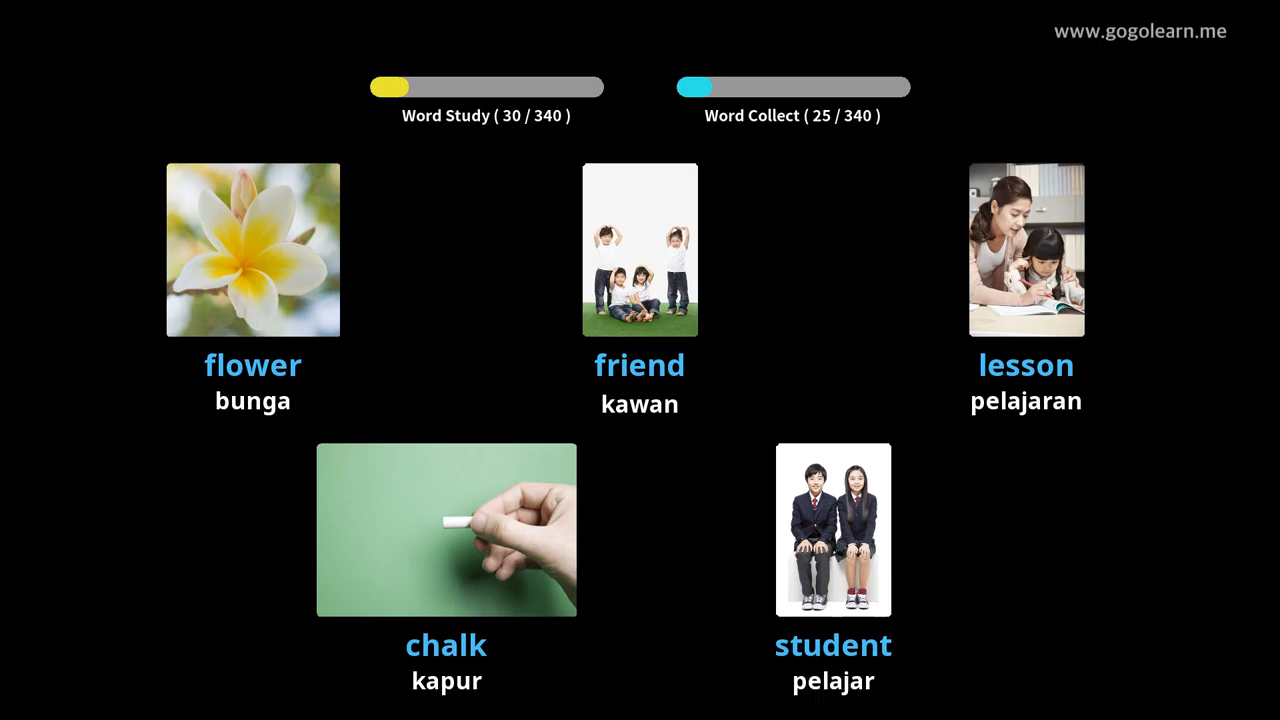 www.gogolearn.me
Word Study ( 30 / 340 )
Word Collect ( 25 / 340 )
flower
bunga
friend
kawan
lesson
pelajaran
chalk
kapur
student
pelajar